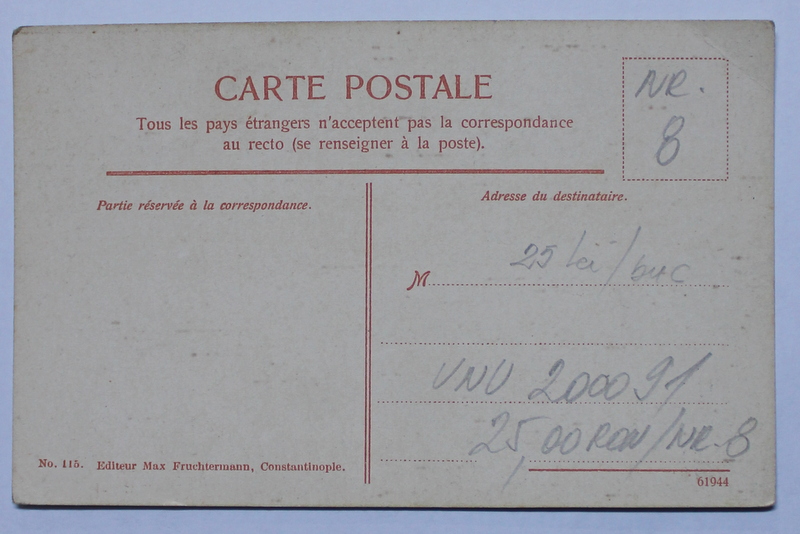 CARTE POSTALE
Tous les pays étrangers n'acceptent pas la correspondance
au recto (se renseigner à la poste).
NR.
8
Partie réservée à la correspondance.
Adresse du destinataire.
M
25 lei/buc
VNU 2000 91
25,00 RON/NR-8
No. 115. Editeur Max Fruchtermann, Constantinople.
61944